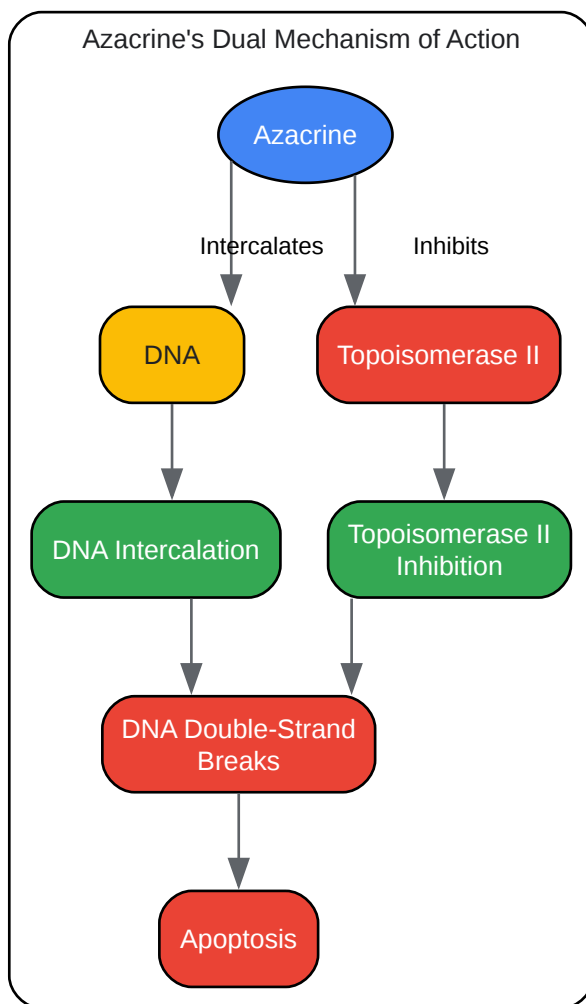 Azacrine's Dual Mechanism of Action
Azacrine
Intercalates
Inhibits
DNA
Topoisomerase II
DNA Intercalation
Topoisomerase II
Inhibition
DNA Double-Strand
Breaks
Apoptosis